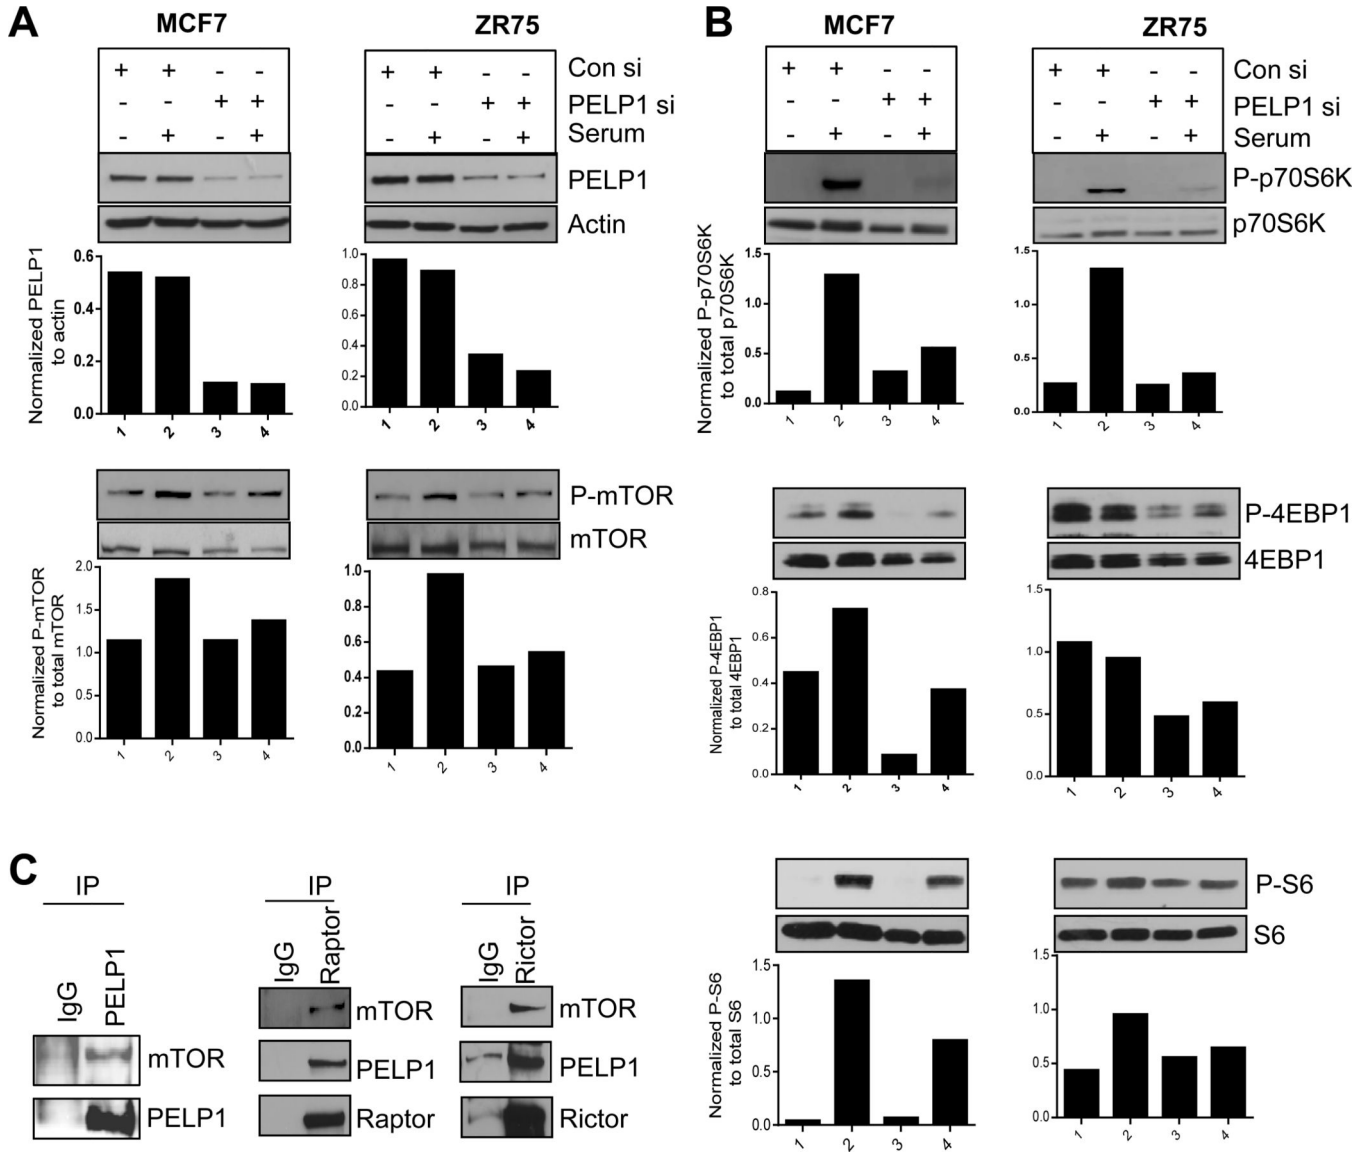 A
MCF7
ZR75
+ + - -
+ + - -
Con si
- - + +
- - + +
PELP1 si
- + - +
- + - +
Serum
PELP1
Actin
Normalized PELP1
to actin
0.6
0.4
0.2
0.0
1 2 3 4
1.0
0.8
0.6
0.4
0.2
0.0
1 2 3 4
P-mTOR
mTOR
Normalized P-mTOR
to total mTOR
2.0
1.5
1.0
0.5
0.0
1 2 3 4
1.0
0.8
0.6
0.4
0.2
0.0
1 2 3 4
B
MCF7
ZR75
+ + - -
+ + - -
Con si
- - + +
- - + +
PELP1 si
- + - +
- + - +
Serum
P-p70S6K
p70S6K
Normalized P-p70S6K
to total p70S6K
1.5
1.0
0.5
0.0
1 2 3 4
1.5
1.0
0.5
0.0
1 2 3 4
P-4EBP1
4EBP1
Normalized P-4EBP1
to total 4EBP1
0.8
0.6
0.4
0.2
0.0
1 2 3 4
1.5
1.0
0.5
0.0
1 2 3 4
P-S6
S6
Normalized P-S6
to total S6
1.5
1.0
0.5
0.0
1 2 3 4
1.5
1.0
0.5
0.0
1 2 3 4
C
IP
IgG
PELP1
mTOR
PELP1
IP
IgG
Raptor
mTOR
PELP1
Raptor
IP
IgG
Rictor
mTOR
PELP1
Rictor